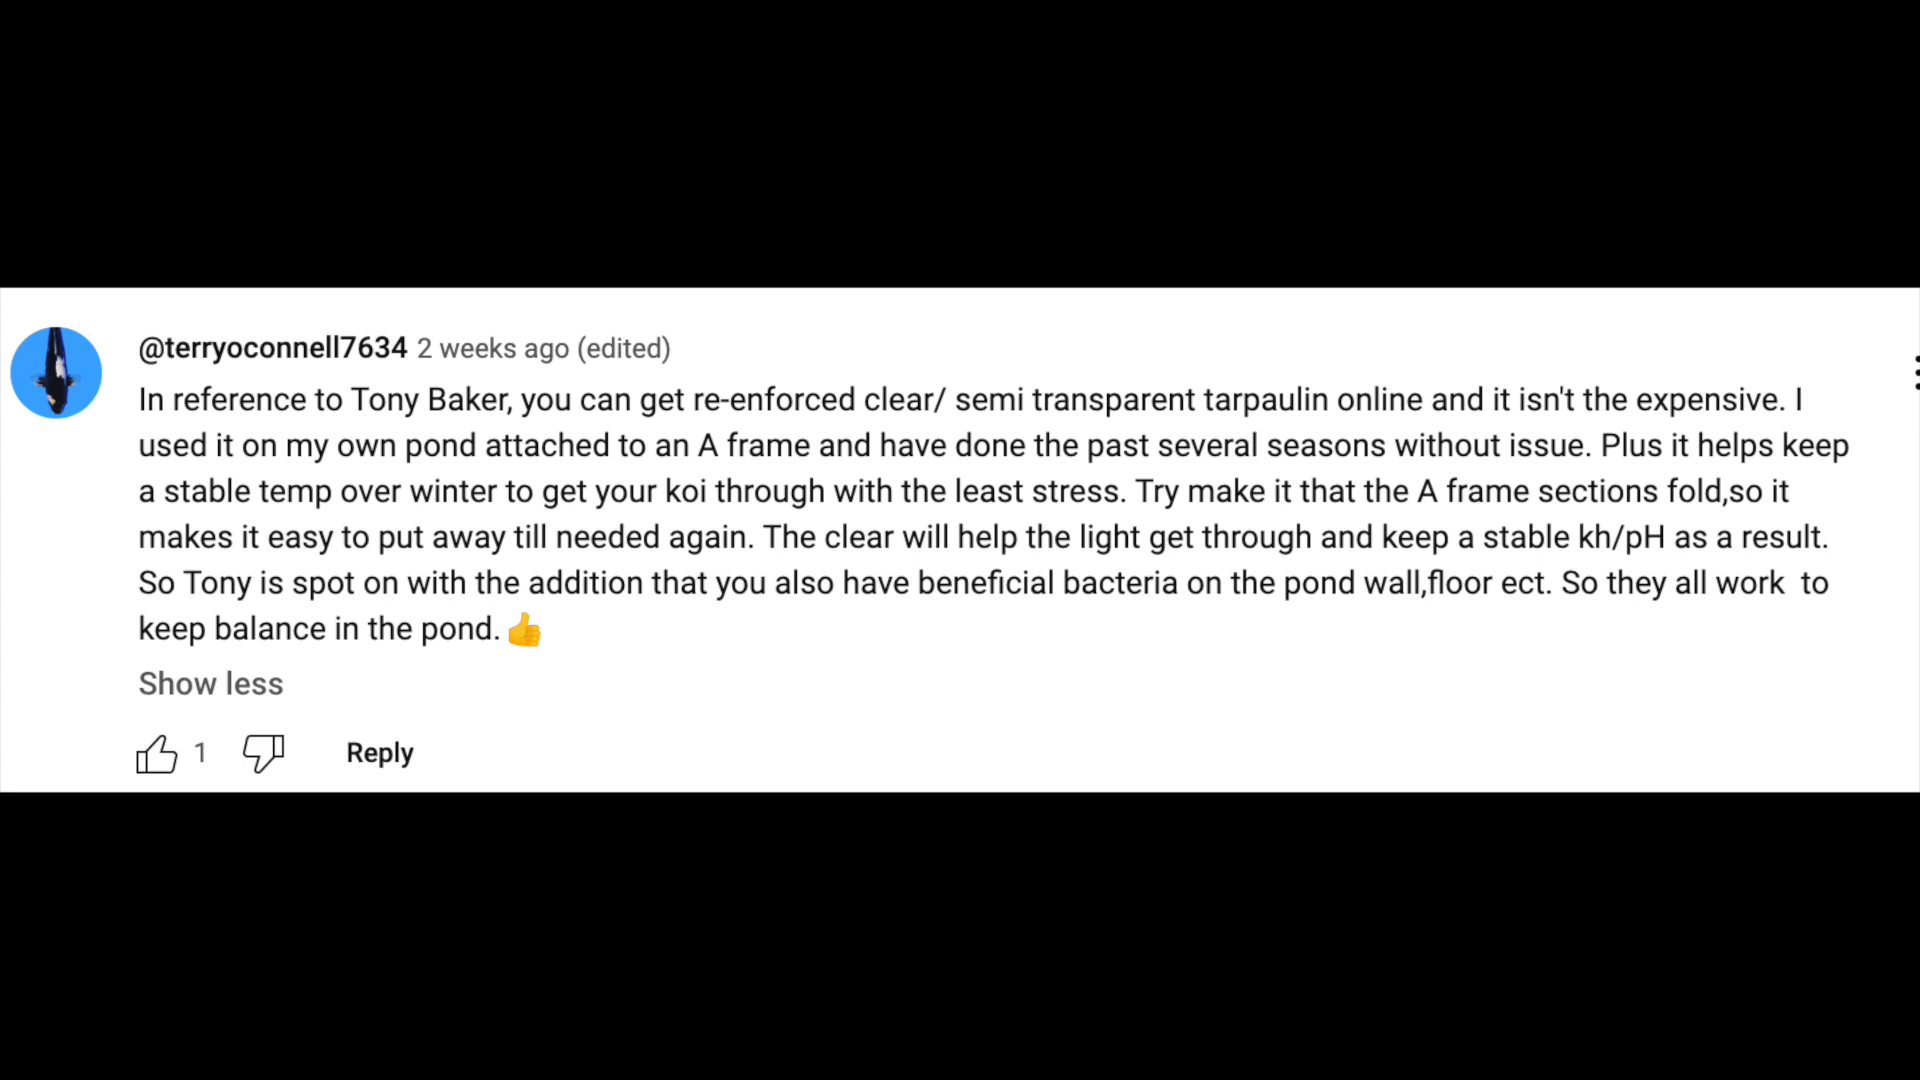 @terryoconnell7634 2 weeks ago (edited)
In reference to Tony Baker, you can get re-enforced clear/ semi transparent tarpaulin online and it isn't the expensive. I
used it on my own pond attached to an A frame and have done the past several seasons without issue. Plus it helps keep
a stable temp over winter to get your koi through with the least stress. Try make it that the A frame sections fold,so it
makes it easy to put away till needed again. The clear will help the light get through and keep a stable kh/pH as a result.
So Tony is spot on with the addition that you also have beneficial bacteria on the pond wall,floor ect. So they all work  to
keep balance in the pond. 👍
Show less
1 Reply